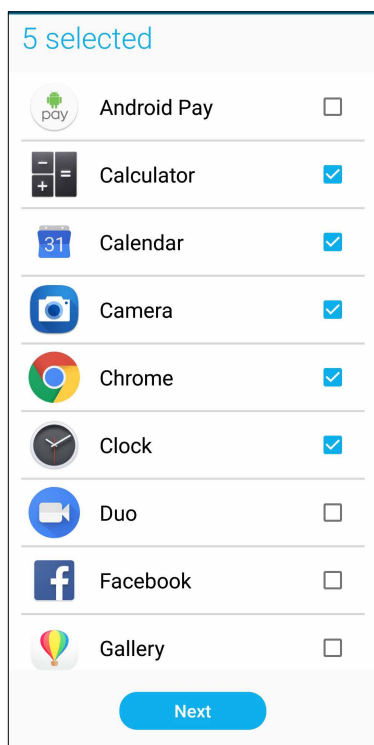 5 selected
pay
Android Pay
Calculator
31
Calendar
Camera
Chrome
Clock
Duo
Facebook
Gallery
Next